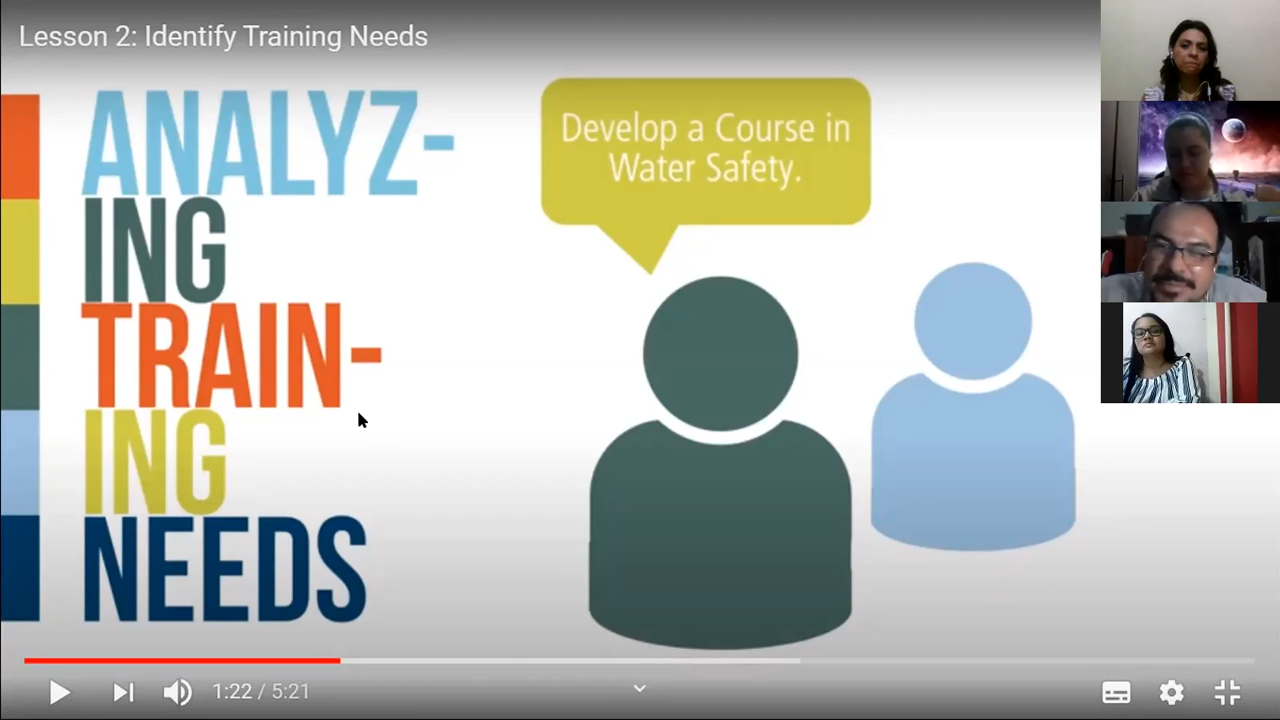 Lesson 2: Identify Training Needs
ANALYZ-
ING
TRAIN-
ING
NEEDS
Develop a Course in
Water Safety.
1:22 / 5:21